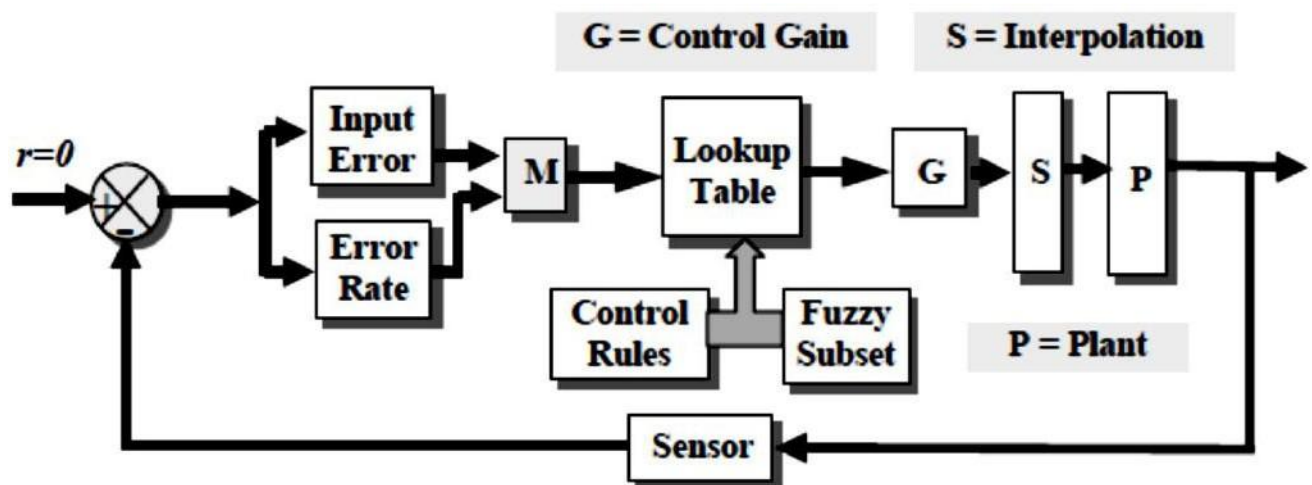 G = Control Gain
S = Interpolation
r=0
+
-
Input
Error
Error
Rate
M
Lookup
Table
G
S
P
Control
Rules
Fuzzy
Subset
P = Plant
Sensor